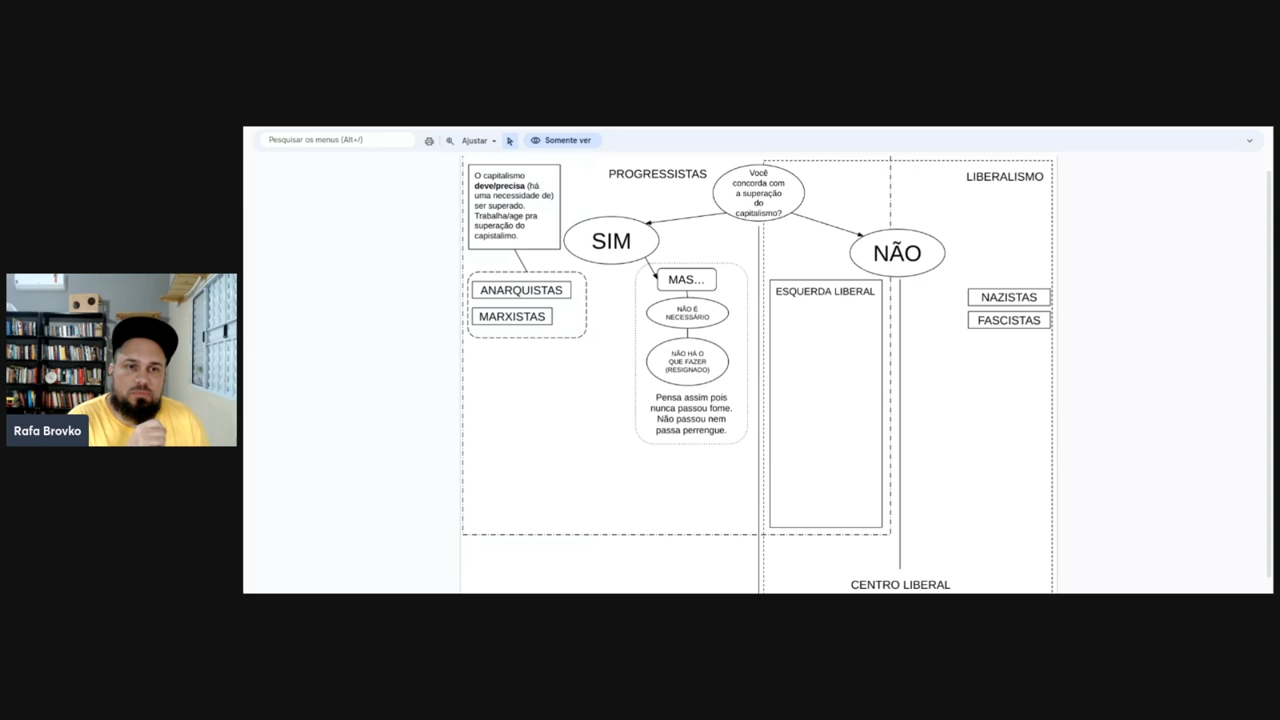 Pesquisar os menus (Alt+/)
Ajustar
Somente ver
O capitalismo
deve/precisa (há
uma necessidade de)
ser superado.
Trabalha/age pra
superação do
capistalimo.
PROGRESSISTAS
Você
concorda com
a superação
do
capitalismo?
LIBERALISMO
SIM
NÃO
ANARQUISTAS
MARXISTAS
MAS...
NÃO É
NECESSÁRIO
NÃO HÁ O
QUE FAZER
(RESIGNADO)
Pensa assim pois
nunca passou fome.
Não passou nem
passa perrengue.
ESQUERDA LIBERAL
NAZISTAS
FASCISTAS
CENTRO LIBERAL
Rafa Brovko